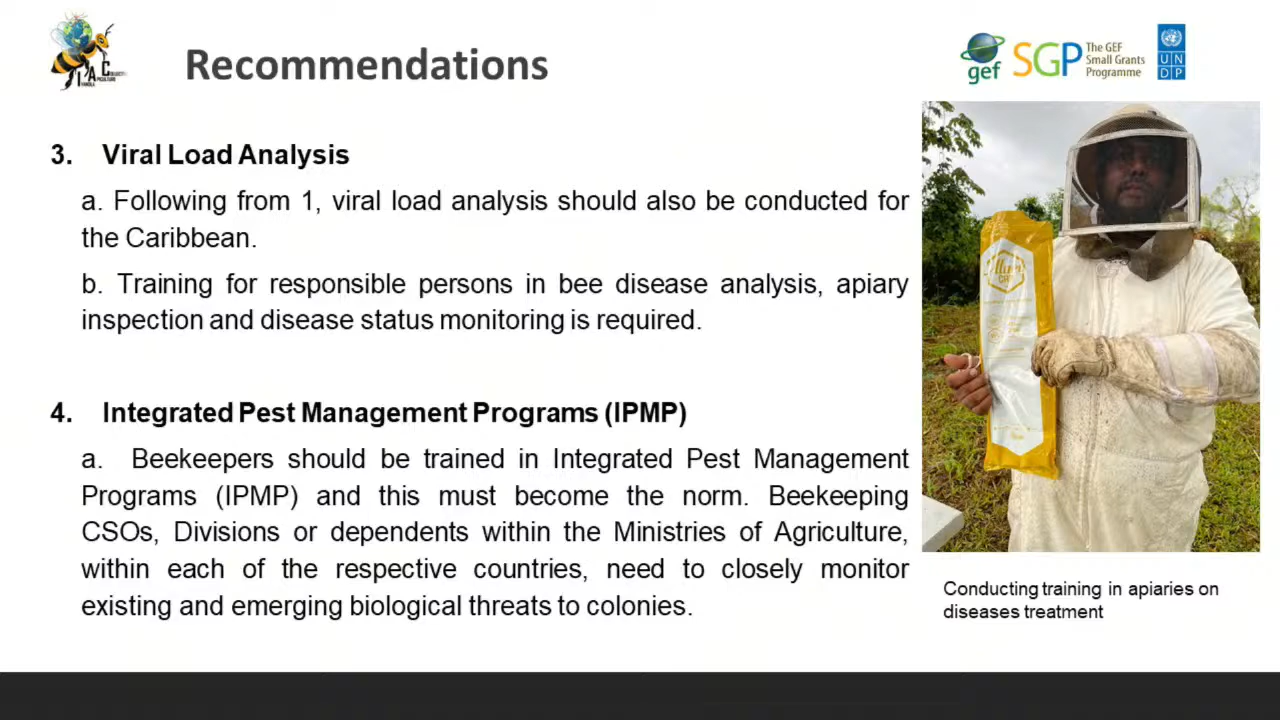 Recommendations
gef
SGP
The GEF
Small Grants
Programme
U N
D P
3. Viral Load Analysis
a. Following from 1, viral load analysis should also be conducted for
the Caribbean.
b. Training for responsible persons in bee disease analysis, apiary
inspection and disease status monitoring is required.
4. Integrated Pest Management Programs (IPMP)
a. Beekeepers should be trained in Integrated Pest Management
Programs (IPMP) and this must become the norm. Beekeeping
CSOs, Divisions or dependents within the Ministries of Agriculture,
within each of the respective countries, need to closely monitor
existing and emerging biological threats to colonies.
Conducting training in apiaries on
diseases treatment